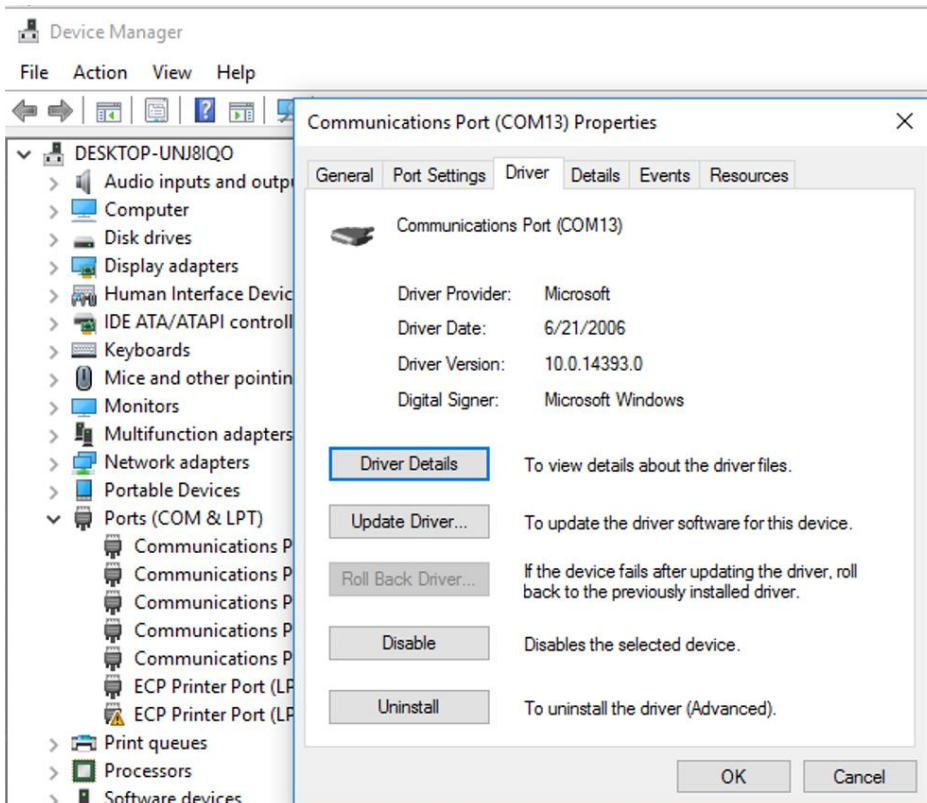 Device Manager
File Action View Help
DESKTOP-UNJ8IQO
Audio inputs and outp
Computer
Disk drives
Display adapters
Human Interface Devic
IDE ATA/ATAPI controll
Keyboards
Mice and other pointin
Monitors
Multifunction adapters
Network adapters
Portable Devices
Ports (COM & LPT)
Communications P
Communications P
Communications P
Communications P
Communications P
ECP Printer Port (LP
ECP Printer Port (LP
Print queues
Processors
Software devices
Communications Port (COM13) Properties
General Port Settings Driver Details Events Resources
Communications Port (COM13)
Driver Provider: Microsoft
Driver Date: 6/21/2006
Driver Version: 10.0.14393.0
Digital Signer: Microsoft Windows
Driver Details To view details about the driver files.
Update Driver... To update the driver software for this device.
Roll Back Driver... If the device fails after updating the driver, roll
back to the previously installed driver.
Disable Disables the selected device.
Uninstall To uninstall the driver (Advanced).
OK Cancel